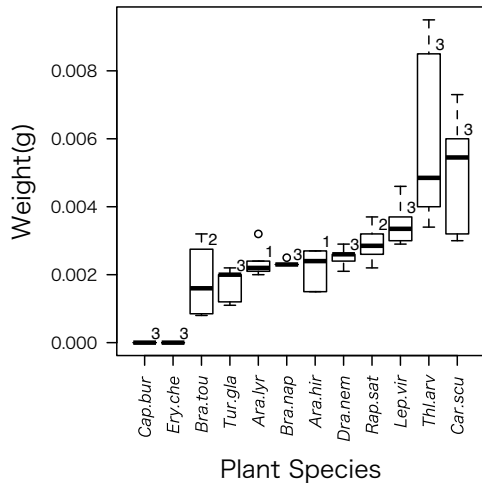 Weight(g)
0.008
0.006
0.004
0.002
0.000
3
3
2
3
1
3
1
3
2
3
3
3
Cap.bur
Ery.che
Bra.tou
Tur.gla
Ara.lyr
Bra.nap
Ara.hir
Dra.nem
Rap.sat
Lep.vir
Thl.arv
Car.scu
Plant Species